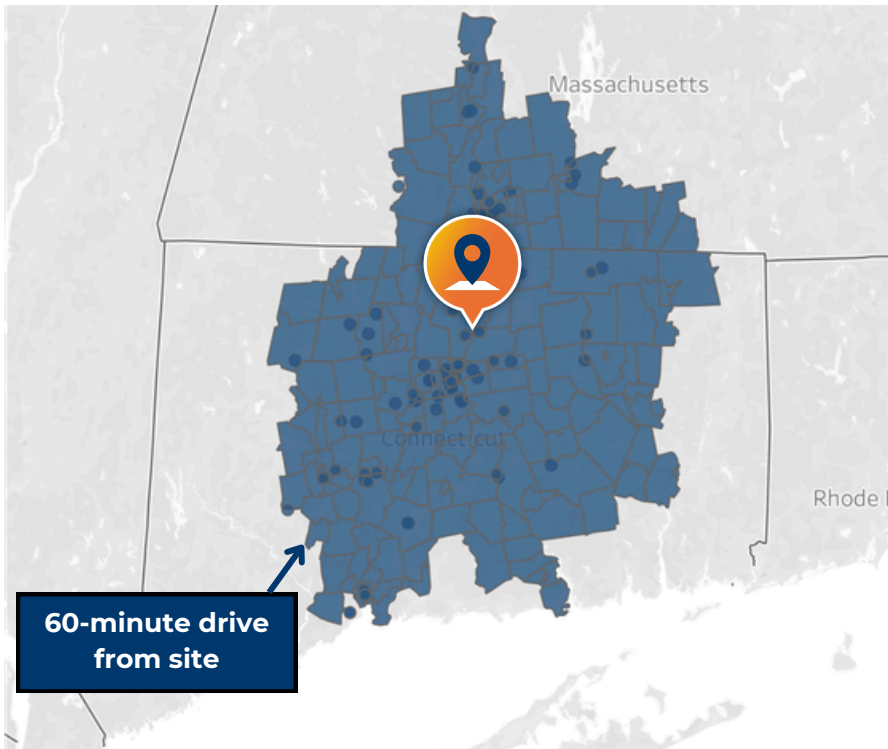 Massachusetts
Connecticut
Rhode
60-minute drive
from site